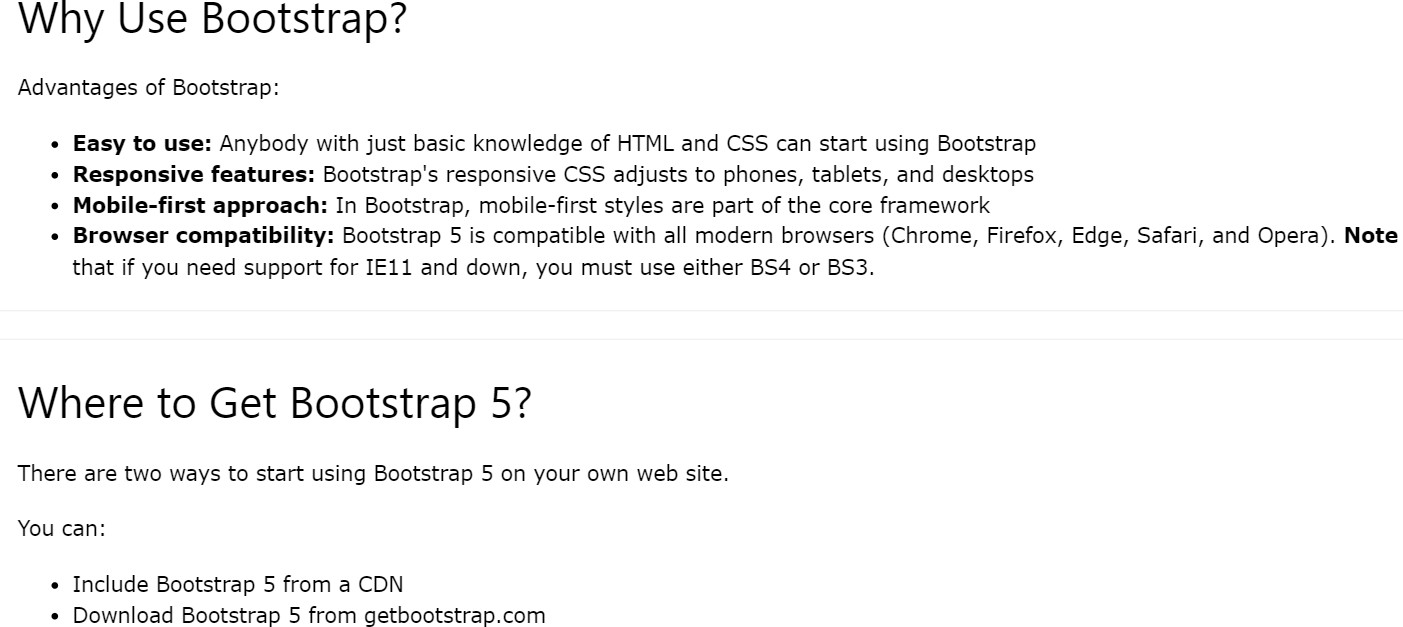 Why Use Bootstrap?
Advantages of Bootstrap:
• Easy to use: Anybody with just basic knowledge of HTML and CSS can start using Bootstrap
• Responsive features: Bootstrap's responsive CSS adjusts to phones, tablets, and desktops
• Mobile-first approach: In Bootstrap, mobile-first styles are part of the core framework
• Browser compatibility: Bootstrap 5 is compatible with all modern browsers (Chrome, Firefox, Edge, Safari, and Opera). Note
that if you need support for IE11 and down, you must use either BS4 or BS3.
Where to Get Bootstrap 5?
There are two ways to start using Bootstrap 5 on your own web site.
You can:
• Include Bootstrap 5 from a CDN
• Download Bootstrap 5 from getbootstrap.com